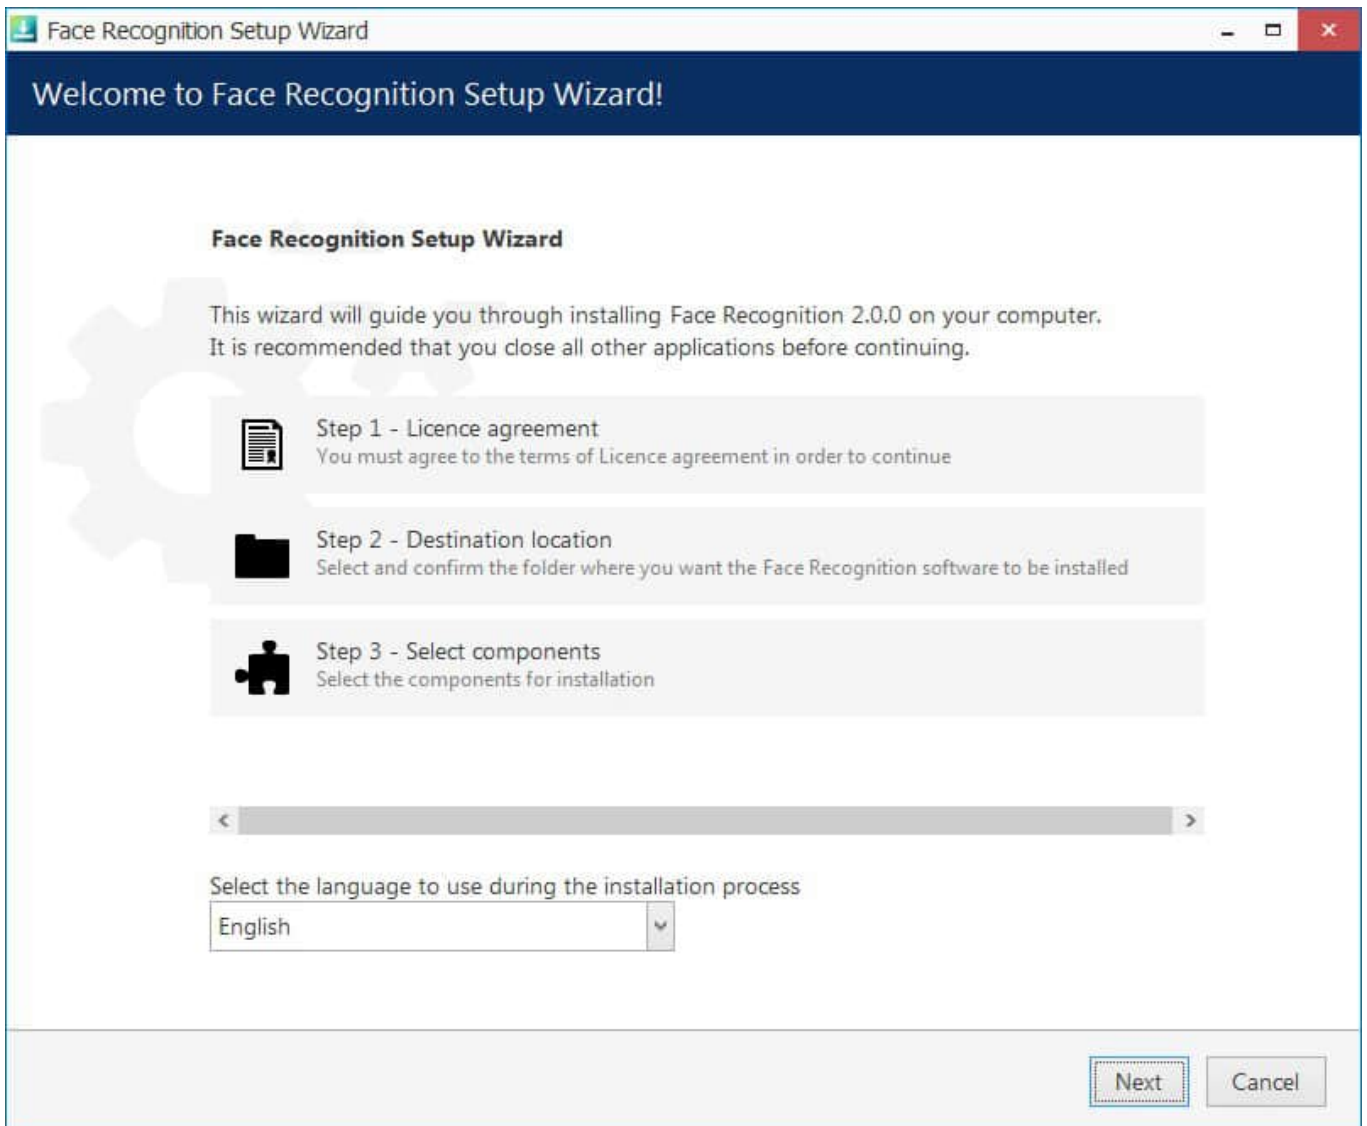 Face Recognition Setup Wizard
Welcome to Face Recognition Setup Wizard!
Face Recognition Setup Wizard
This wizard will guide you through installing Face Recognition 2.0.0 on your computer.
It is recommended that you close all other applications before continuing.
Step 1 - Licence agreement
You must agree to the terms of Licence agreement in order to continue
Step 2 - Destination location
Select and confirm the folder where you want the Face Recognition software to be installed
Step 3 - Select components
Select the components for installation
Select the language to use during the installation process
English
Next
Cancel